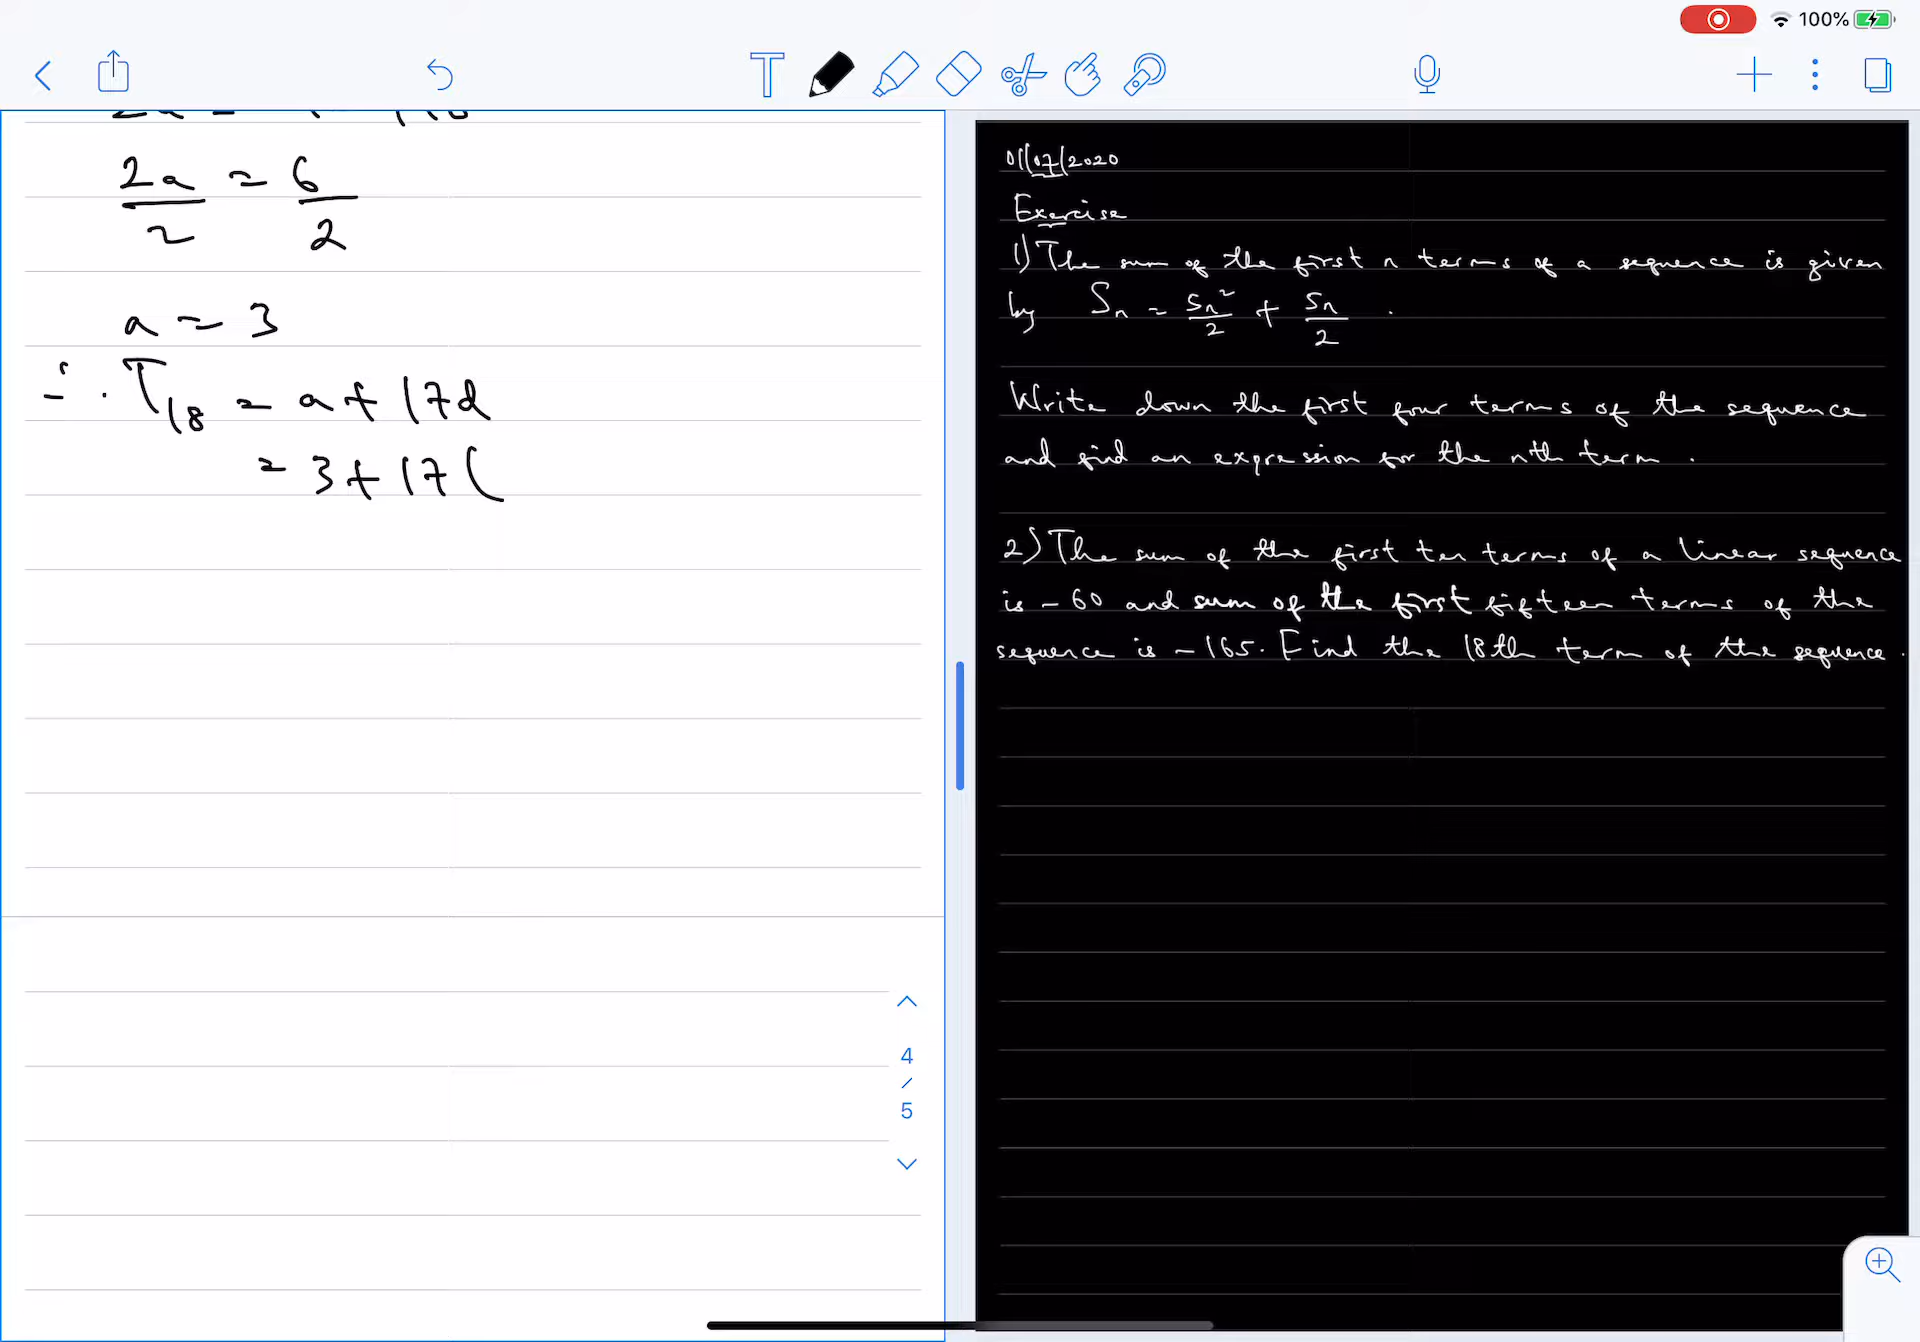 100%
2a/2 = 6/2
a = 3
∴ T18 = a + 17d
= 3 + 17(
4
/
5
01/07/2020
Exercise
1) The sum of the first n terms of a sequence is given
by Sn = 5n²/2 + 5n/2 .
Write down the first four terms of the sequence
and find an expression for the nth term .
2) The sum of the first ten terms of a linear sequence
is - 60 and sum of the first fifteen terms of the
sequence is - 165. Find the 18th term of the sequence .